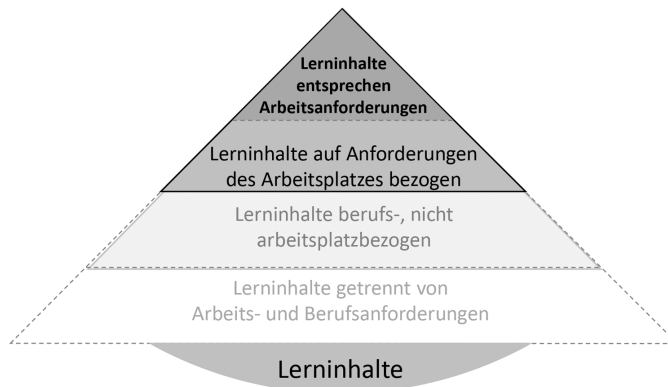 Lerninhalte
entsprechen
Arbeitsanforderungen
Lerninhalte auf Anforderungen
des Arbeitsplatzes bezogen
Lerninhalte berufs-, nicht
arbeitsplatzbezogen
Lerninhalte getrennt von
Arbeits- und Berufsanforderungen
Lerninhalte